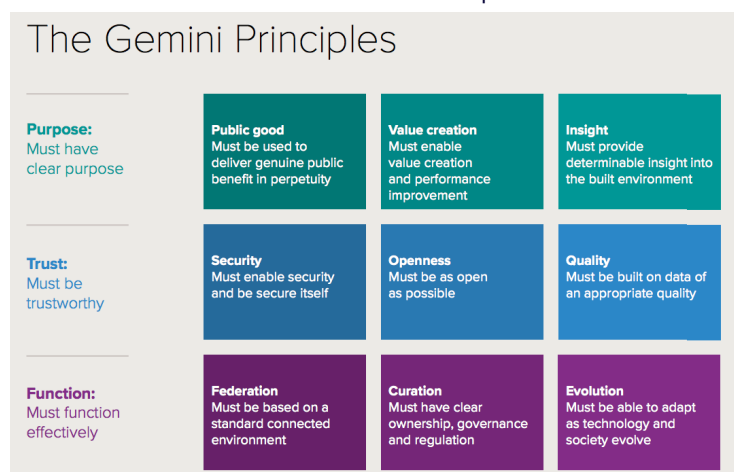 The Gemini Principles
Purpose:
Must have
clear purpose
Public good
Must be used to
deliver genuine public
benefit in perpetuity
Value creation
Must enable
value creation
and performance
improvement
Insight
Must provide
determinable insight into
the built environment
Trust:
Must be
trustworthy
Security
Must enable security
and be secure itself
Openness
Must be as open
as possible
Quality
Must be built on data of
an appropriate quality
Function:
Must function
effectively
Federation
Must be based on a
standard connected
environment
Curation
Must have clear
ownership, governance
and regulation
Evolution
Must be able to adapt
as technology and
society evolve